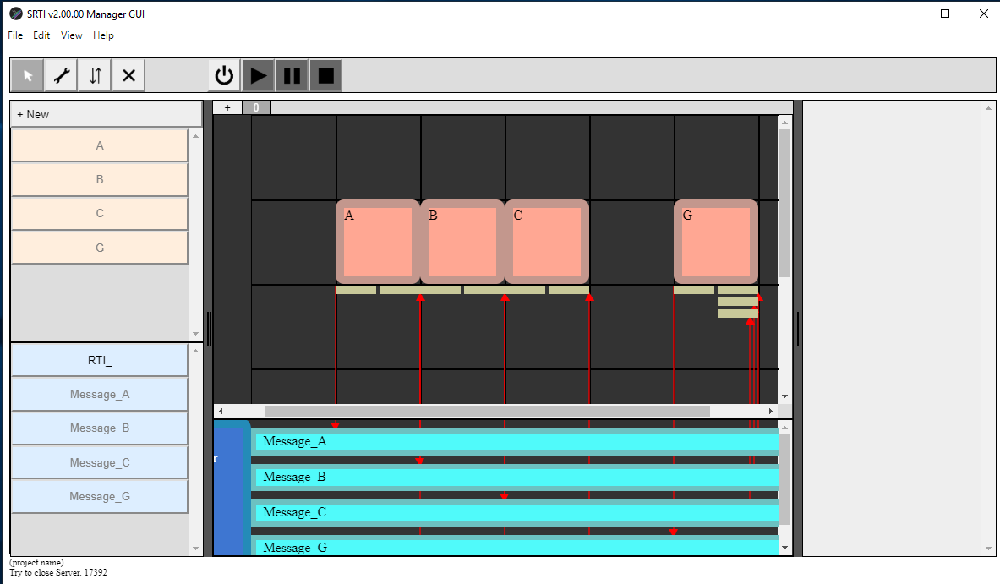 SRTI v2.00.00 Manager GUI
File Edit View Help
+ New
A
B
C
G
RTI_
Message_A
Message_B
Message_C
Message_G
+ 0
A B C G
r
Message_A
Message_B
Message_C
Message_G
(project name)
Try to close Server. 17392